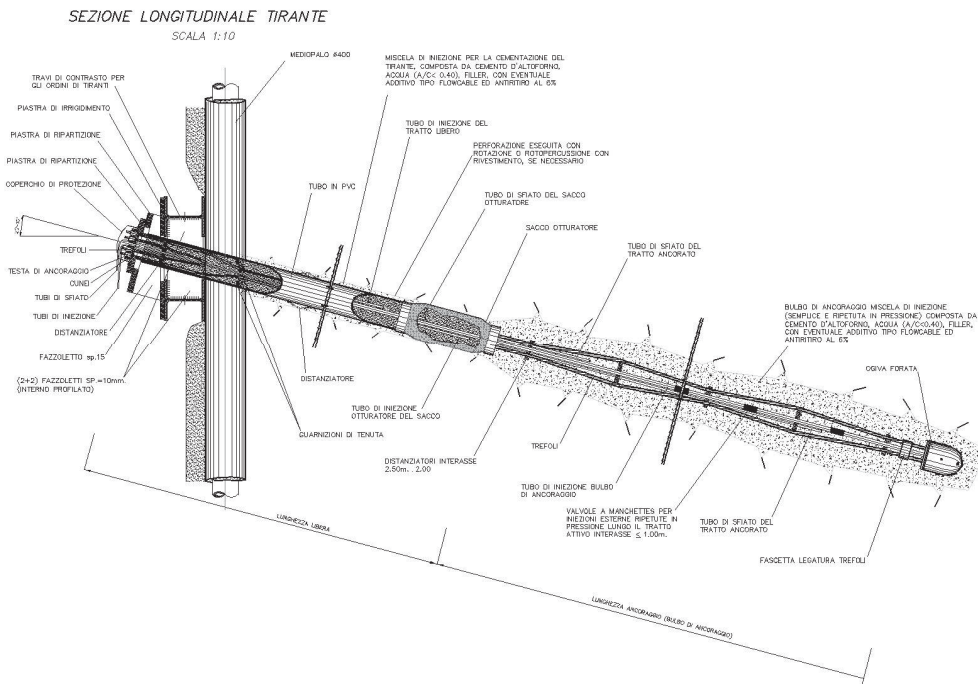 SEZIONE LONGITUDINALE TIRANTE
SCALA 1:10
MEDIOPALO ø400
MISCELA DI INIEZIONE PER LA CEMENTAZIONE DEL
TIRANTE, COMPOSTA DA CEMENTO D'ALTOFORNO,
ACQUA (A/C< 0.40), FILLER, CON EVENTUALE
ADDITIVO TIPO FLOWCABLE ED ANTIRITIRO AL 6%
TRAVI DI CONTRASTO PER
GLI ORDINI DI TIRANTI
PIASTRA DI IRRIGIDIMENTO
PIASTRA DI RIPARTIZIONE
PIASTRA DI RIPARTIZIONE
COPERCHIO DI PROTEZIONE
TUBO DI INIEZIONE DEL
TRATTO LIBERO
PERFORAZIONE ESEGUITA CON
ROTAZIONE O ROTOPERCUSSIONE CON
RIVESTIMENTO, SE NECESSARIO
TUBO IN PVC
TUBO DI SFIATO DEL SACCO
OTTURATORE
SACCO OTTURATORE
TUBO DI SFIATO DEL
TRATTO ANCORATO
TREFOLI
TESTA DI ANCORAGGIO
CUNEI
TUBI DI SFIATO
TUBI DI INIEZIONE
DISTANZIATORE
FAZZOLETTO sp.15
(2+2) FAZZOLETTI SP.=10mm.
(INTERNO PROFILATO)
BULBO DI ANCORAGGIO MISCELA DI INIEZIONE
(SEMPLICE E RIPETUTA IN PRESSIONE) COMPOSTA DA
CEMENTO D'ALTOFORNO, ACQUA (A/C<0.40), FILLER,
CON EVENTUALE ADDITIVO TIPO FLOWCABLE ED
ANTIRITIRO AL 6%
OGIVA FORATA
DISTANZIATORE
TUBO DI INIEZIONE
OTTURATORE DEL SACCO
GUARNIZIONI DI TENUTA
TREFOLI
DISTANZIATORI INTERASSE
2.50m. . 2.00
TUBO DI INIEZIONE BULBO
DI ANCORAGGIO
VALVOLE A MANCHETTES PER
INIEZIONI ESTERNE RIPETUTE IN
PRESSIONE LUNGO IL TRATTO
ATTIVO INTERASSE ≤ 1.00m.
TUBO DI SFIATO DEL
TRATTO ANCORATO
FASCETTA LEGATURA TREFOLI
LUNGHEZZA LIBERA
LUNGHEZZA ANCORAGGIO (BULBO DI ANCORAGGIO)